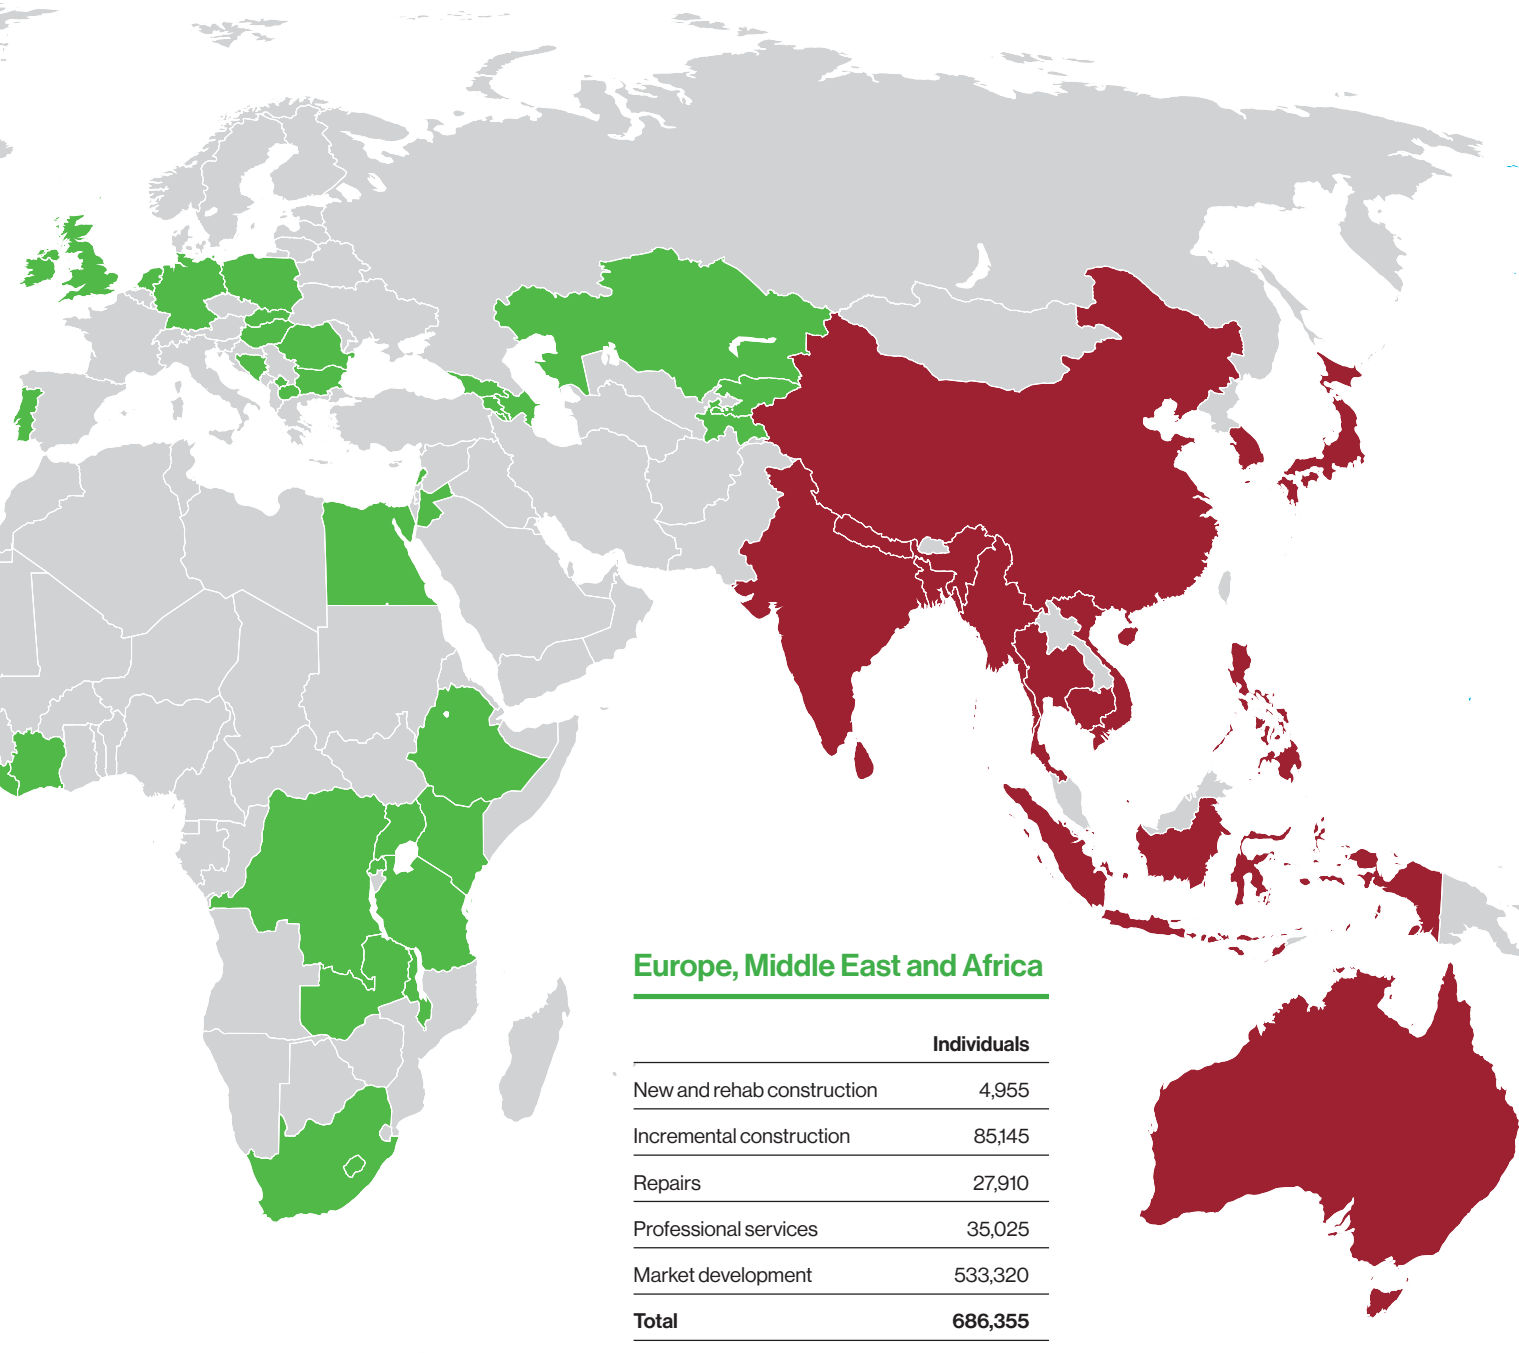 Europe, Middle East and Africa
Individuals
New and rehab construction 4,955
Incremental construction 85,145
Repairs 27,910
Professional services 35,025
Market development 533,320
Total 686,355